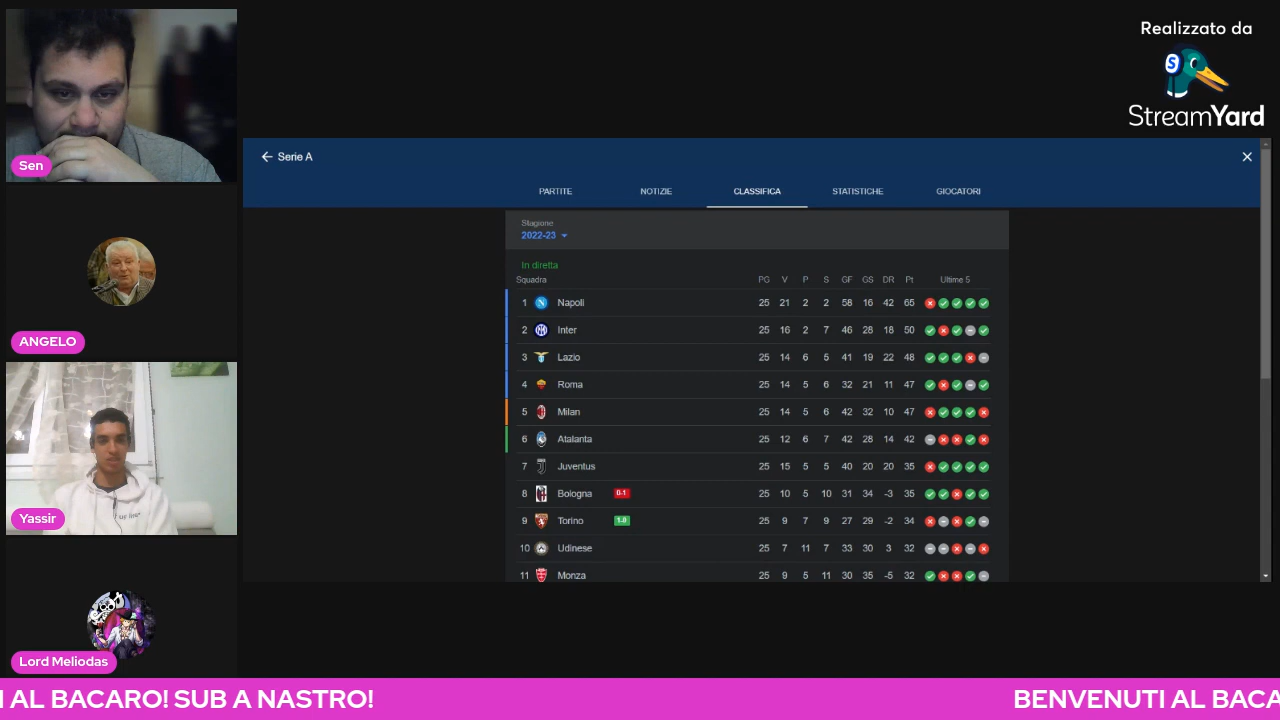 Realizzato da
StreamYard
Sen
ANGELO
Yassir
Lord Meliodas
Serie A
PARTITE NOTIZIE CLASSIFICA STATISTICHE GIOCATORI
Stagione
2022-23
In diretta
Squadra PG V P S GF GS DR Pt Ultime 5
1 Napoli 25 21 2 2 58 16 42 65
2 Inter 25 16 2 7 46 28 18 50
3 Lazio 25 14 6 5 41 19 22 48
4 Roma 25 14 5 6 32 21 11 47
5 Milan 25 14 5 6 42 32 10 47
6 Atalanta 25 12 6 7 42 28 14 42
7 Juventus 25 15 5 5 40 20 20 35
8 Bologna 0-1 25 10 5 10 31 34 -3 35
9 Torino 1-0 25 9 7 9 27 29 -2 34
10 Udinese 25 7 11 7 33 30 3 32
11 Monza 25 9 5 11 30 35 -5 32
I AL BACARO! SUB A NASTRO! BENVENUTI AL BACA